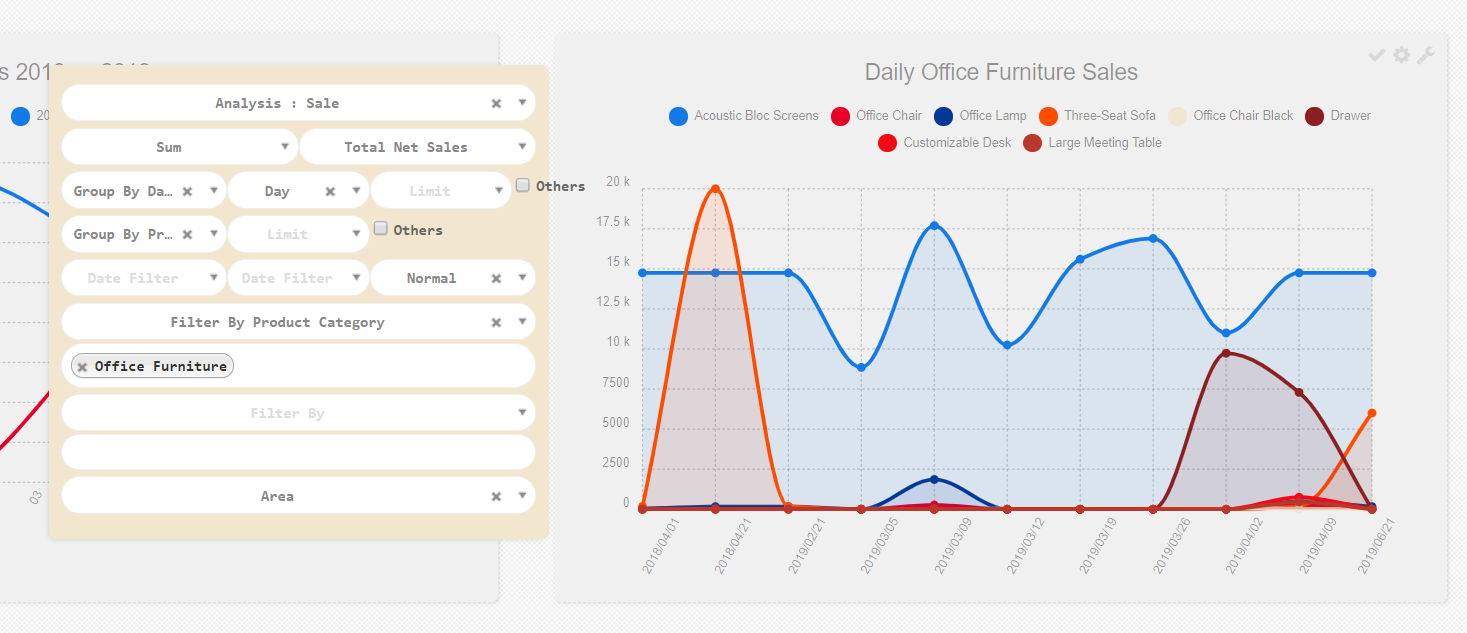 s 201
20
03
Analysis : Sale
Sum
Total Net Sales
Group By Da…
Day
Limit
Others
Group By Pr…
Limit
Others
Date Filter
Date Filter
Normal
Filter By Product Category
Office Furniture
Filter By
Area
Daily Office Furniture Sales
Acoustic Bloc Screens
Office Chair
Office Lamp
Three-Seat Sofa
Office Chair Black
Drawer
Customizable Desk
Large Meeting Table
20 k
17.5 k
15 k
12.5 k
10 k
7500
5000
2500
0
2018/04/01
2018/04/21
2019/02/21
2019/03/05
2019/03/09
2019/03/12
2019/03/19
2019/03/26
2019/04/02
2019/04/09
2019/06/21